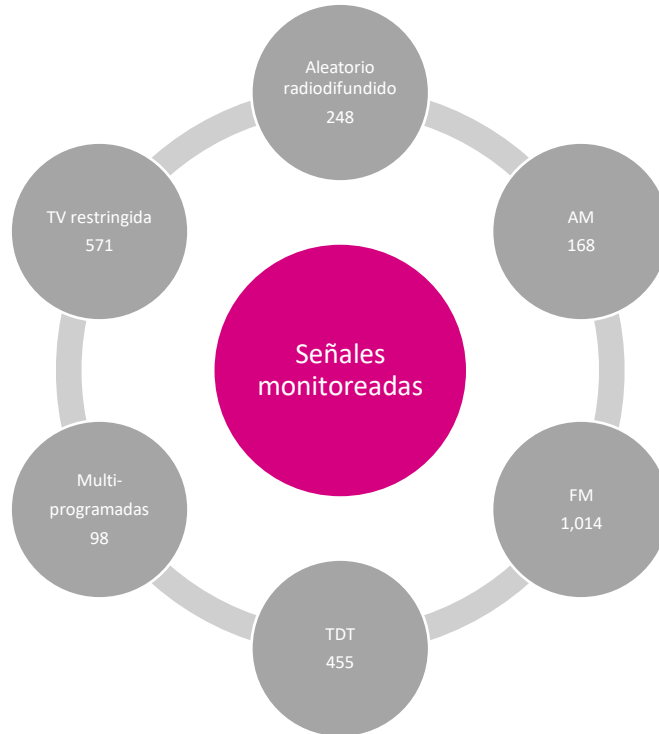 Aleatorio
radiodifundido
248
AM
168
FM
1,014
TDT
455
Multi-
programadas
98
TV restringida
571
Señales
monitoreadas